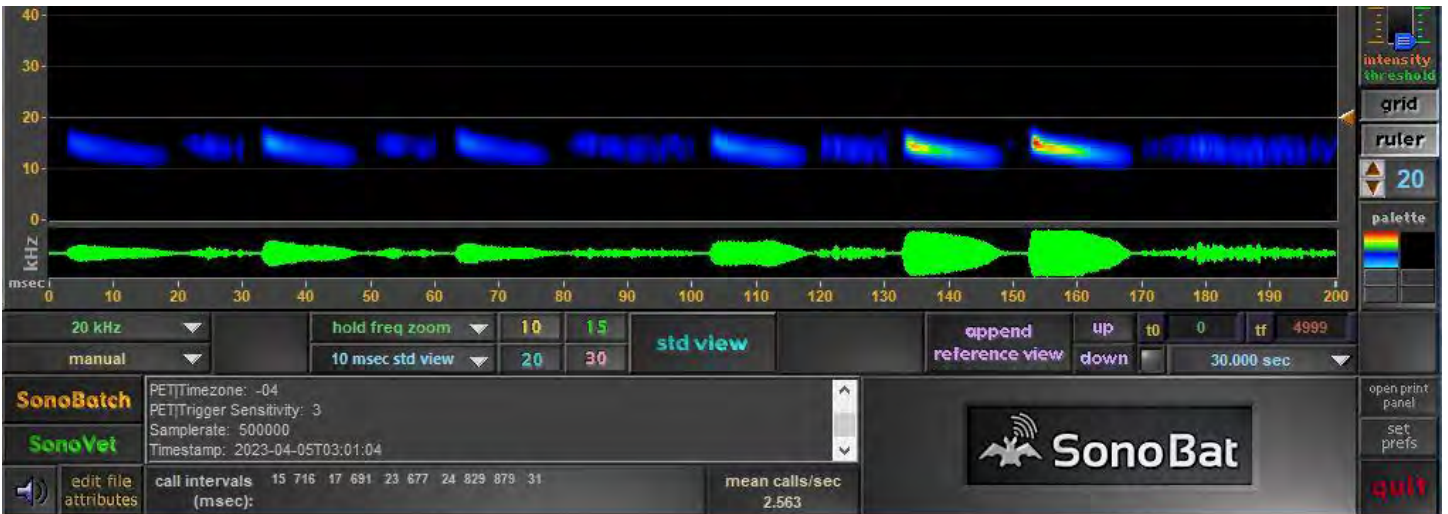 40
30
20
10
0
kHz
msec
0 10 20 30 40 50 60 70 80 90 100 110 120 130 140 150 160 170 180 190 200
intensity
threshold
grid
ruler
20
palette
20 kHz
manual
hold freq zoom 10 15
10 msec std view 20 30
std view
append
reference view
up
down
t0 0 tf 4999
30.000 sec
SonoBatch
SonoVet
PET|Timezone: -04
PET|Trigger Sensitivity: 3
Samplerate: 500000
Timestamp: 2023-04-05T03:01:04
SonoBat
open print
panel
set
prefs
edit file
attributes
call intervals 15 716 17 691 23 677 24 829 879 31
(msec):
mean calls/sec
2.563
quit